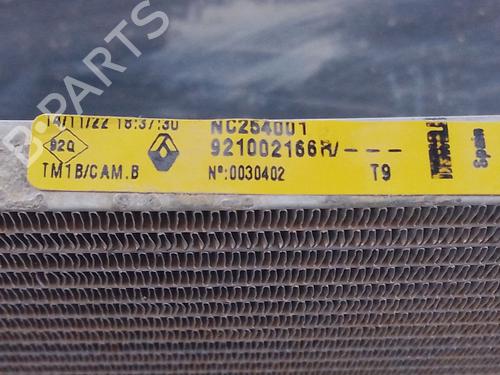 14/11/22 18:37:30 NC254001
92Q 921002166R/---
TM1B/CAM.B Nº:0030402 T9
Spain
B-PARTS